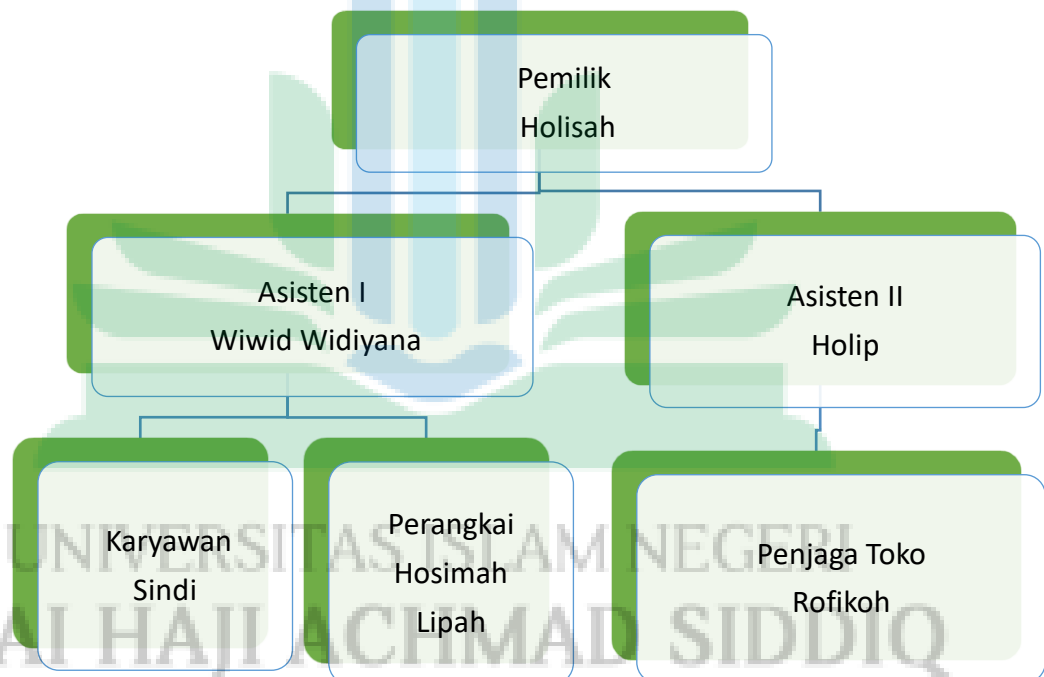 Pemilik
Holisah
Asisten I
Wiwid Widiyana
Asisten II
Holip
Karyawan
Sindi
Perangkai
Hosimah
Lipah
Penjaga Toko
Rofikoh
UNIVERSITAS ISLAM NEGERI
AI HAJI ACHMAD SIDDIQ